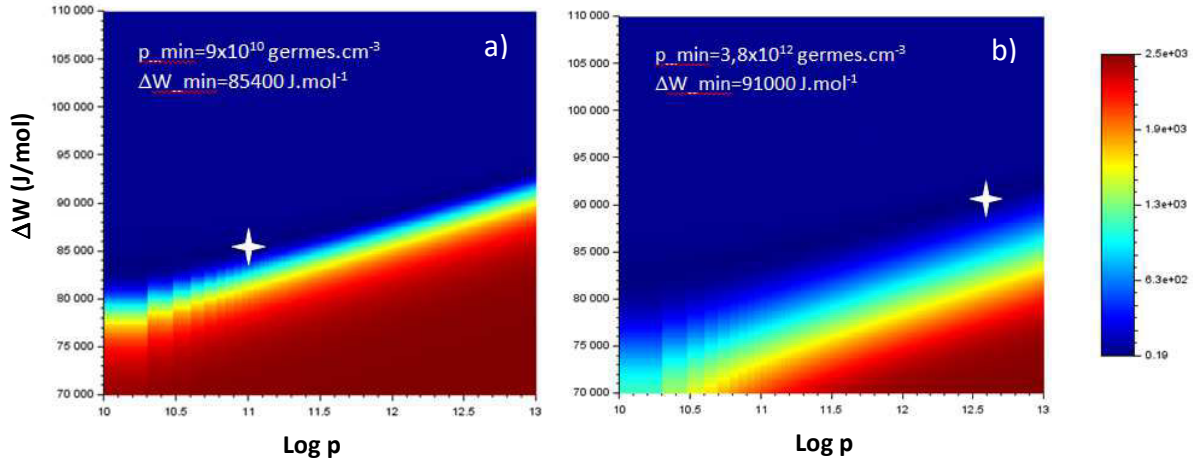 a)
p_min=9x10¹⁰ germes.cm⁻³
ΔW_min=85400 J.mol⁻¹
110 000
105 000
100 000
95 000
90 000
85 000
80 000
75 000
70 000
10
10.5
11
11.5
12
12.5
13
ΔW (J/mol)
Log p
b)
p_min=3,8x10¹² germes.cm⁻³
ΔW_min=91000 J.mol⁻¹
110 000
105 000
100 000
95 000
90 000
85 000
80 000
75 000
70 000
10
10.5
11
11.5
12
12.5
13
Log p
2.5e+03
1.9e+03
1.3e+03
6.3e+02
0.19